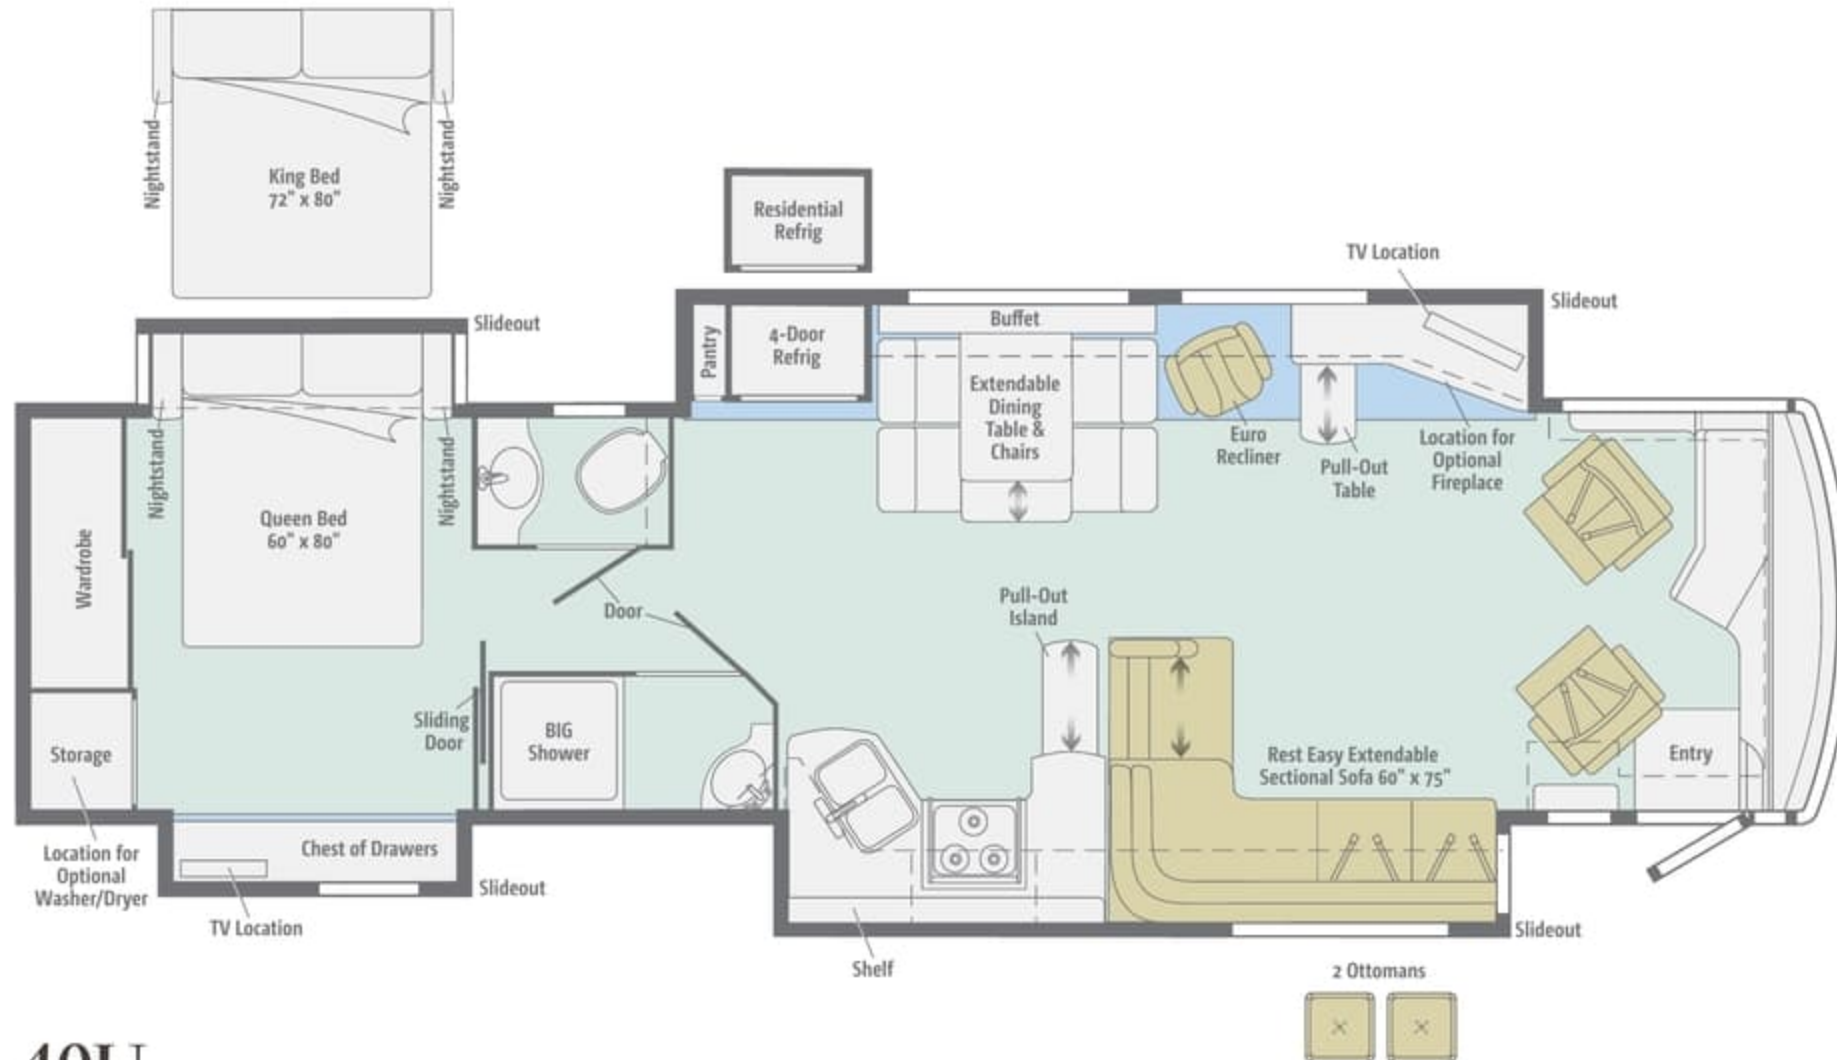 King Bed
72" x 80"
Nightstand
Nightstand
Residential
Refrig
TV Location
Slideout
Slideout
Pantry
4-Door
Refrig
Buffet
Extendable
Dining
Table &
Chairs
Euro
Recliner
Pull-Out
Table
Location for
Optional
Fireplace
Nightstand
Nightstand
Queen Bed
60" x 80"
Wardrobe
Door
Pull-Out
Island
Sliding
Door
BIG
Shower
Storage
Rest Easy Extendable
Sectional Sofa 60" x 75"
Entry
Location for
Optional
Washer/Dryer
Chest of Drawers
Slideout
TV Location
Shelf
Slideout
2 Ottomans